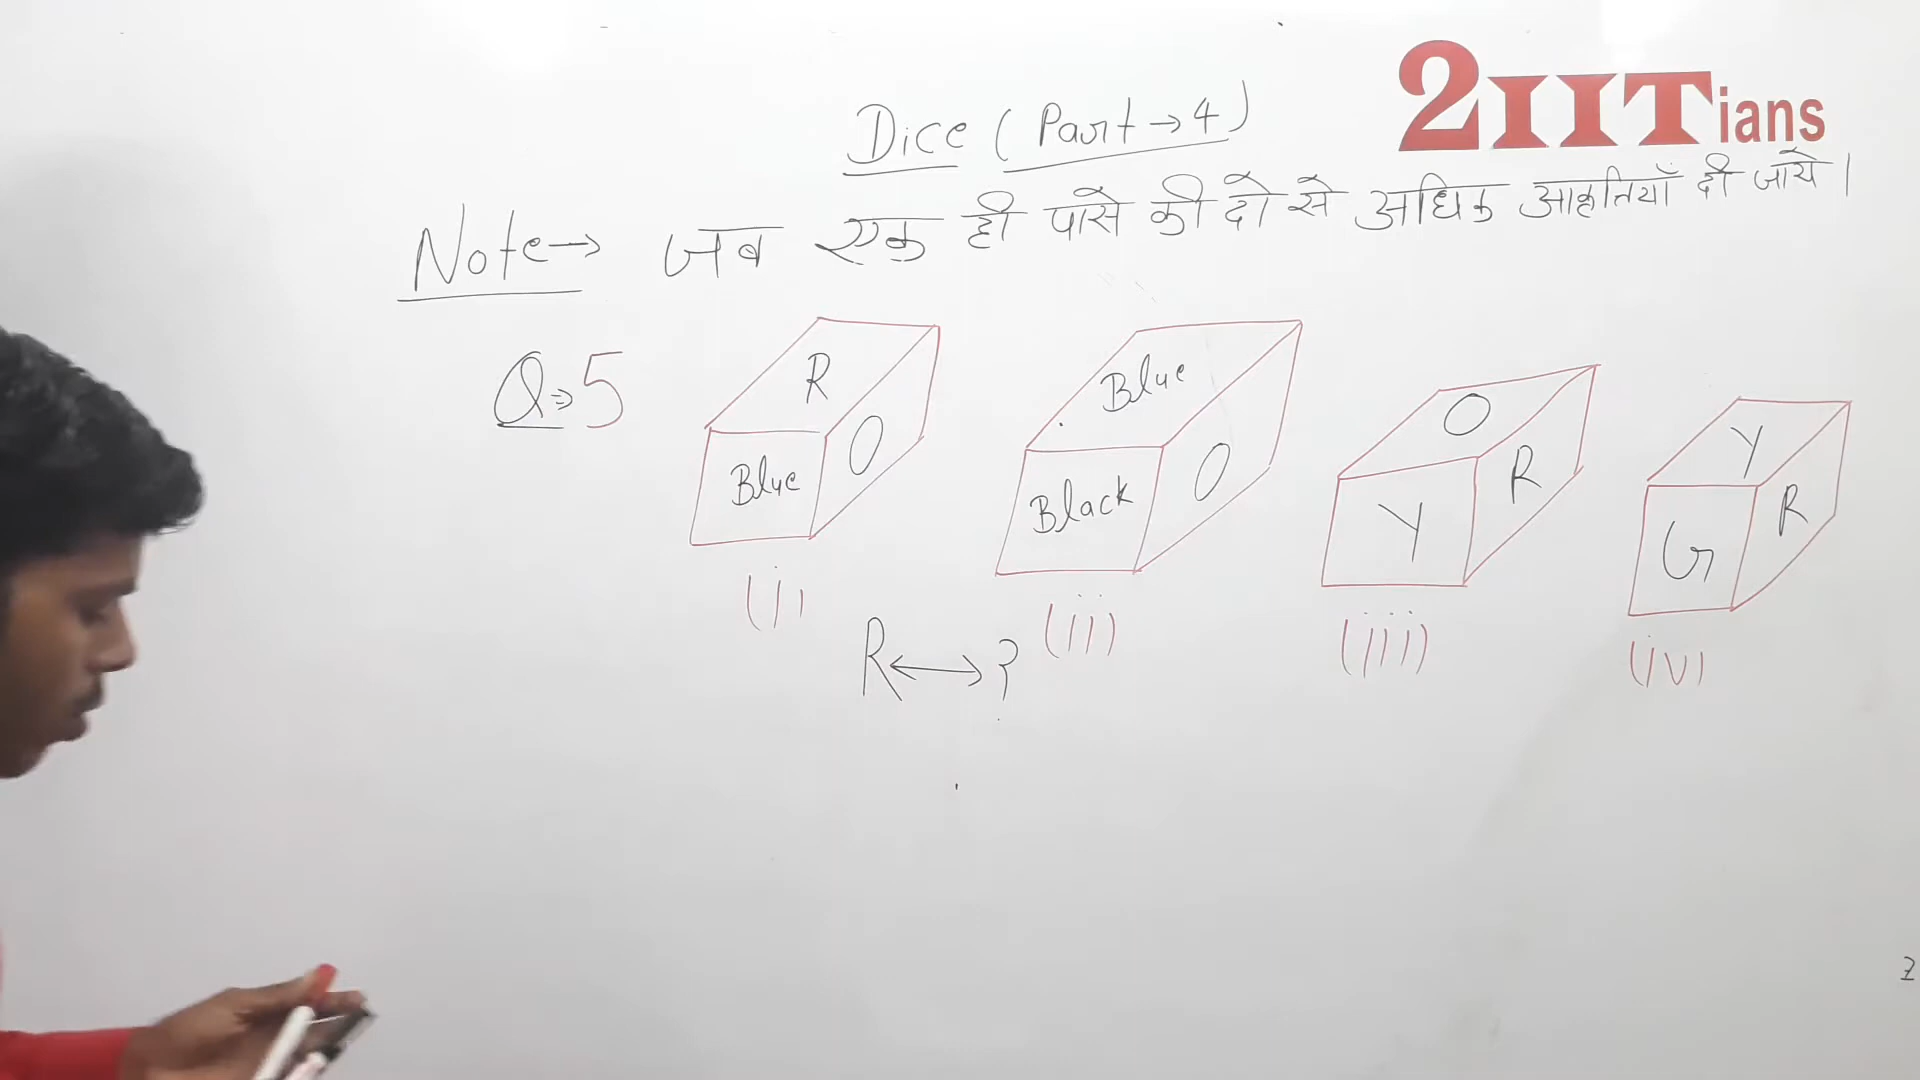 2IITians
Dice (Part → 4)
Note → जब एक ही पासे की दो से अधिक आकृतियाँ दी जाये।
Q ⇒ 5
R
Blue O
(i)
Blue
Black O
(ii)
O
Y R
(iii)
Y
G R
(iv)
R ↔ ?